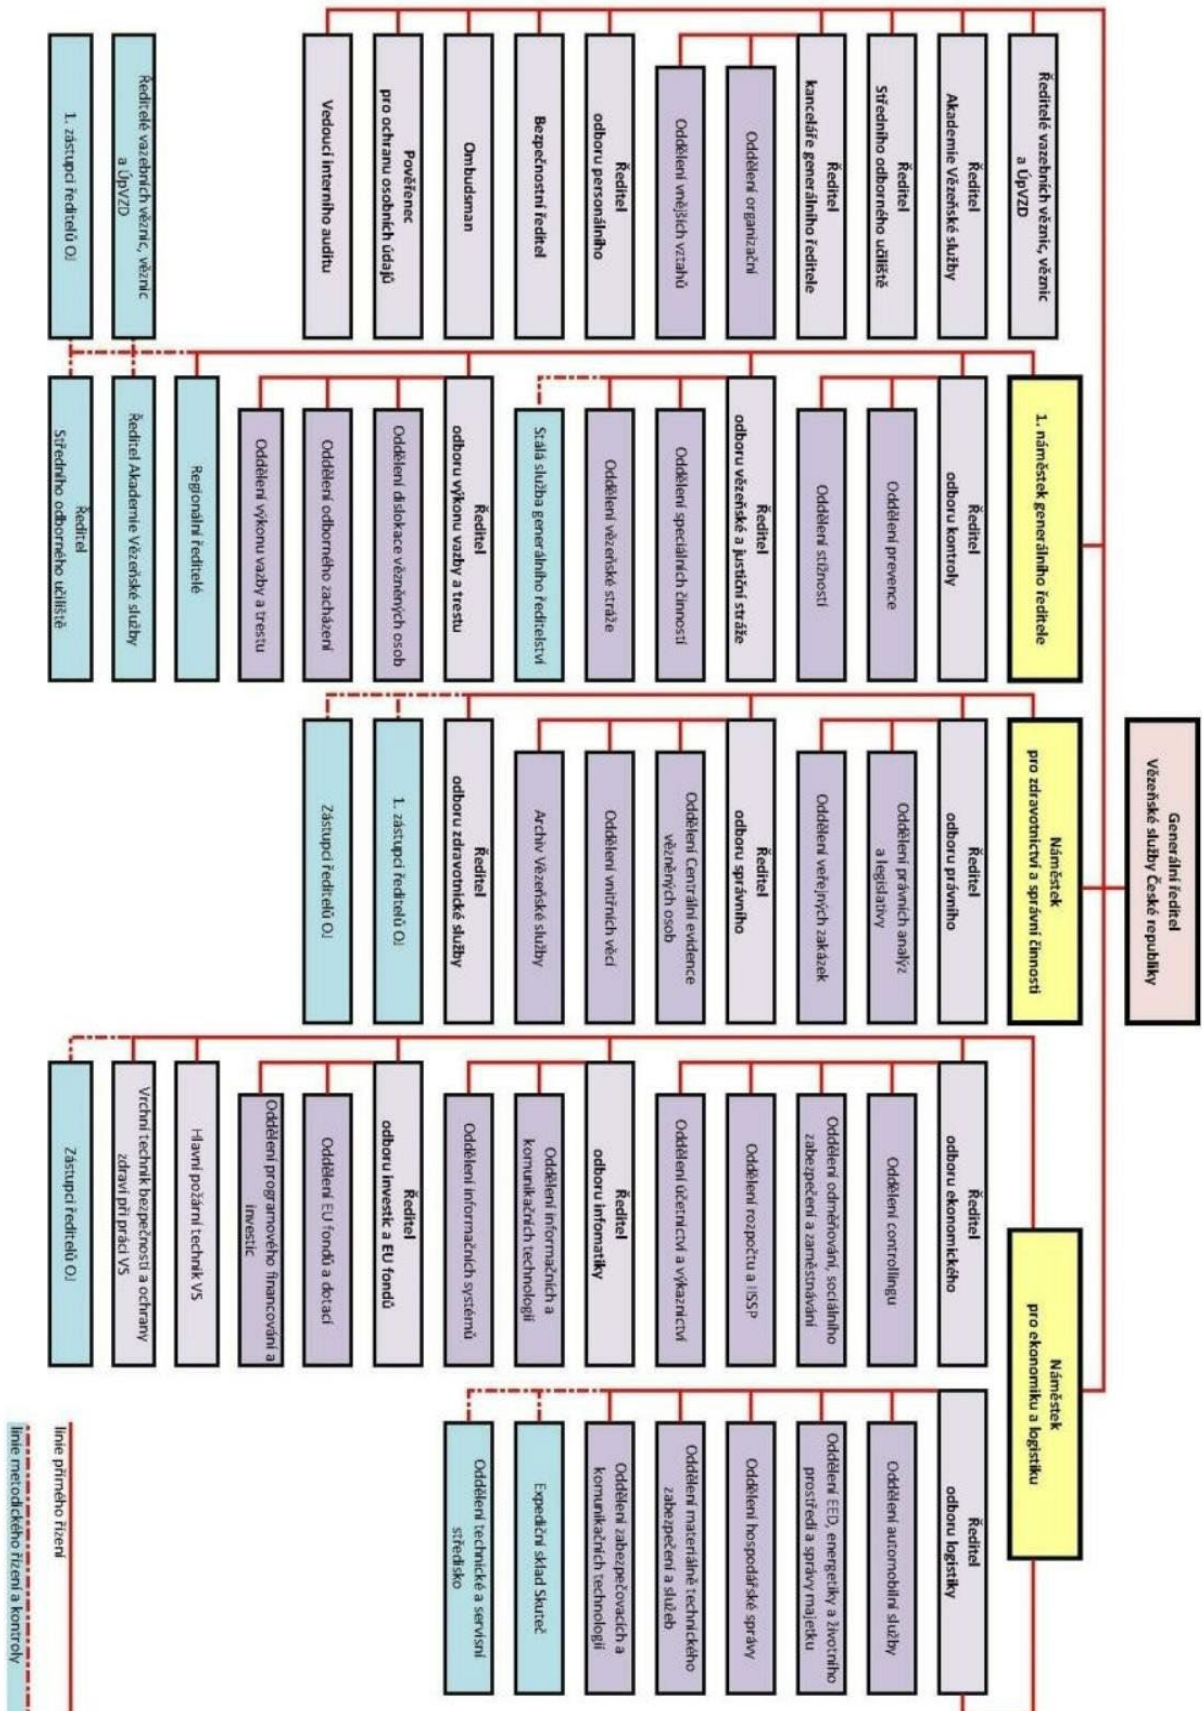 Generální ředitel
Vězeňské služby České republiky
Ředitelé vazebních věznic, věznic
a ÚpVZD
Ředitel
Akademie Vězeňské služby
Ředitel
Středního odborného učiliště
Ředitel
kanceláře generálního ředitele
Oddělení organizační
Oddělení vnějších vztahů
Ředitel
odboru personálního
Bezpečnostní ředitel
Ombudsman
Pověřenec
pro ochranu osobních údajů
Vedoucí interního auditu
Ředitelé vazebních věznic, věznic
a ÚpVZD
1. zástupci ředitelů OJ
1. náměstek generálního ředitele
Ředitel
odboru kontroly
Oddělení prevence
Oddělení stížností
Ředitel
odboru vězeňské a justiční stráže
Oddělení speciálních činností
Oddělení vězeňské stráže
Stálá služba generálního ředitelství
Ředitel
odboru výkonu vazby a trestu
Oddělení dislokace vězněných osob
Oddělení odborného zacházení
Oddělení výkonu vazby a trestu
Regionální ředitelé
Ředitel Akademie Vězeňské služby
Ředitel
Středního odborného učiliště
Náměstek
pro zdravotnictví a správní činnosti
Ředitel
odboru právního
Oddělení právních analýz
a legislativy
Oddělení veřejných zakázek
Ředitel
odboru správního
Oddělení Centrální evidence
vězněných osob
Oddělení vnitřních věcí
Archiv Vězeňské služby
Ředitel
odboru zdravotnické služby
1. zástupci ředitelů OJ
Zástupci ředitelů OJ
Náměstek
pro ekonomiku a logistiku
Ředitel
odboru ekonomického
Oddělení controllingu
Oddělení odměňování, sociálního
zabezpečení a zaměstnávání
Oddělení rozpočtu a IISSP
Oddělení účetnictví a výkaznictví
Ředitel
odboru infomatiky
Oddělení informačních a
komunikačních technologií
Oddělení informačních systémů
Ředitel
odboru investic a EU fondů
Oddělení EU fondů a dotací
Oddělení programového financování a
investic
Hlavní požární technik VS
Vrchní technik bezpečnosti a ochrany
zdraví při práci VS
Zástupci ředitelů OJ
Ředitel
odboru logistiky
Oddělení automobilní služby
Oddělení EED, energetiky a životního
prostředí a správy majetku
Oddělení hospodářské správy
Oddělení materiálně technického
zabezpečení a služeb
Oddělení zabezpečovacích a
komunikačních technologií
Expediční sklad Skuteč
Oddělení technické a servisní
středisko
linie přímého řízení
linie metodického řízení a kontroly